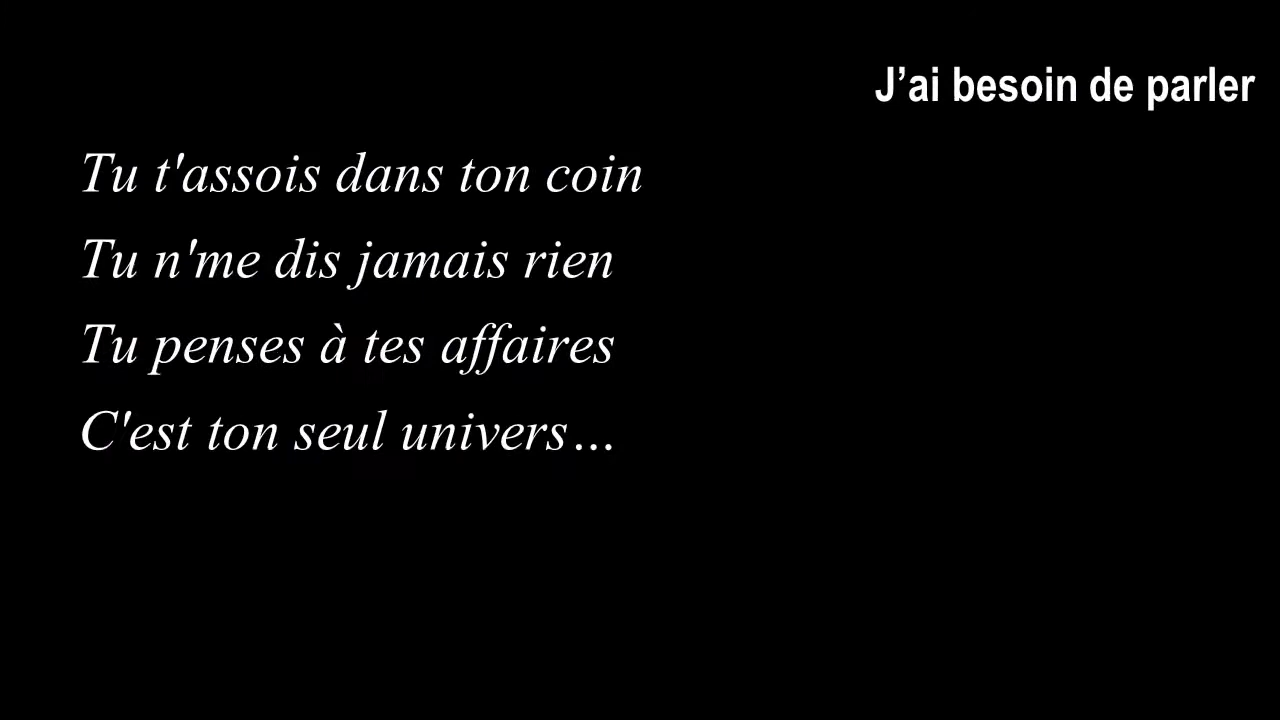 J’ai besoin de parler
Tu t'assois dans ton coin
Tu n'me dis jamais rien
Tu penses à tes affaires
C'est ton seul univers…